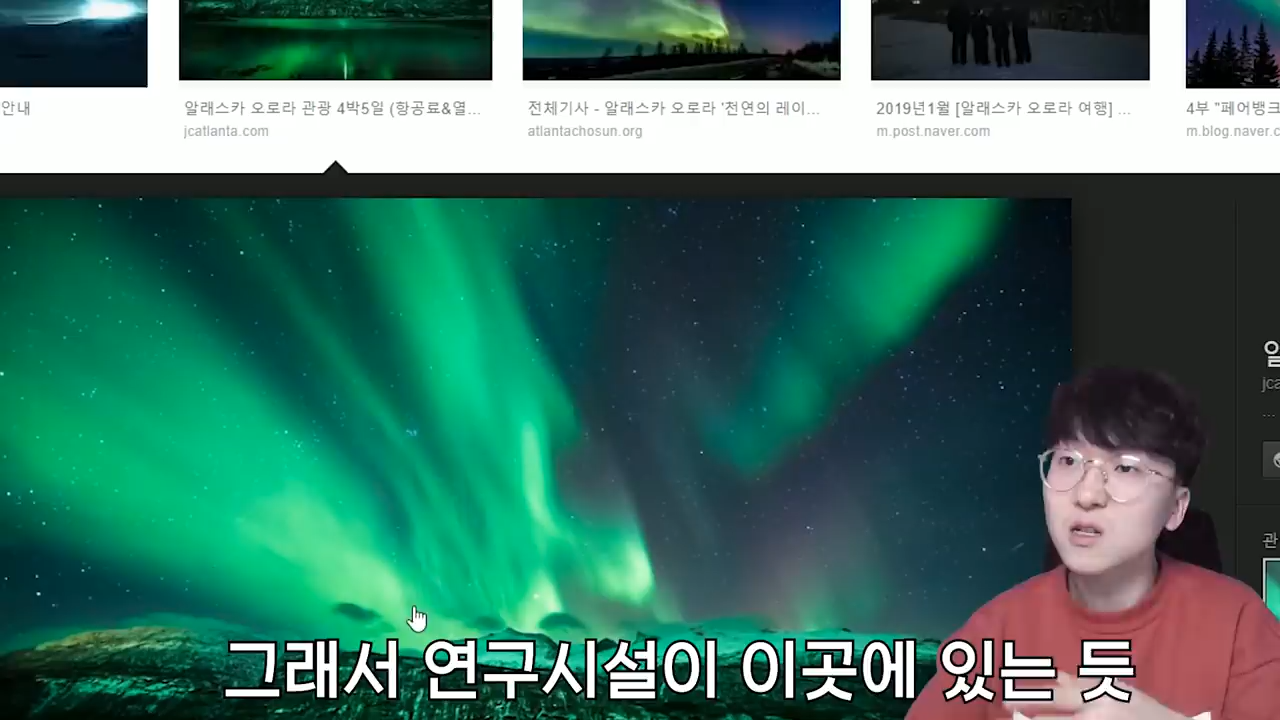 안내
알래스카 오로라 관광 4박5일 (항공료&열...
jcatlanta.com
전체기사 - 알래스카 오로라 '천연의 레이...
atlantachosun.org
2019년1월 [알래스카 오로라 여행] ...
m.post.naver.com
4부 "페어뱅크
m.blog.naver.c
알
jca
...
관
그래서 연구시설이 이곳에 있는 듯